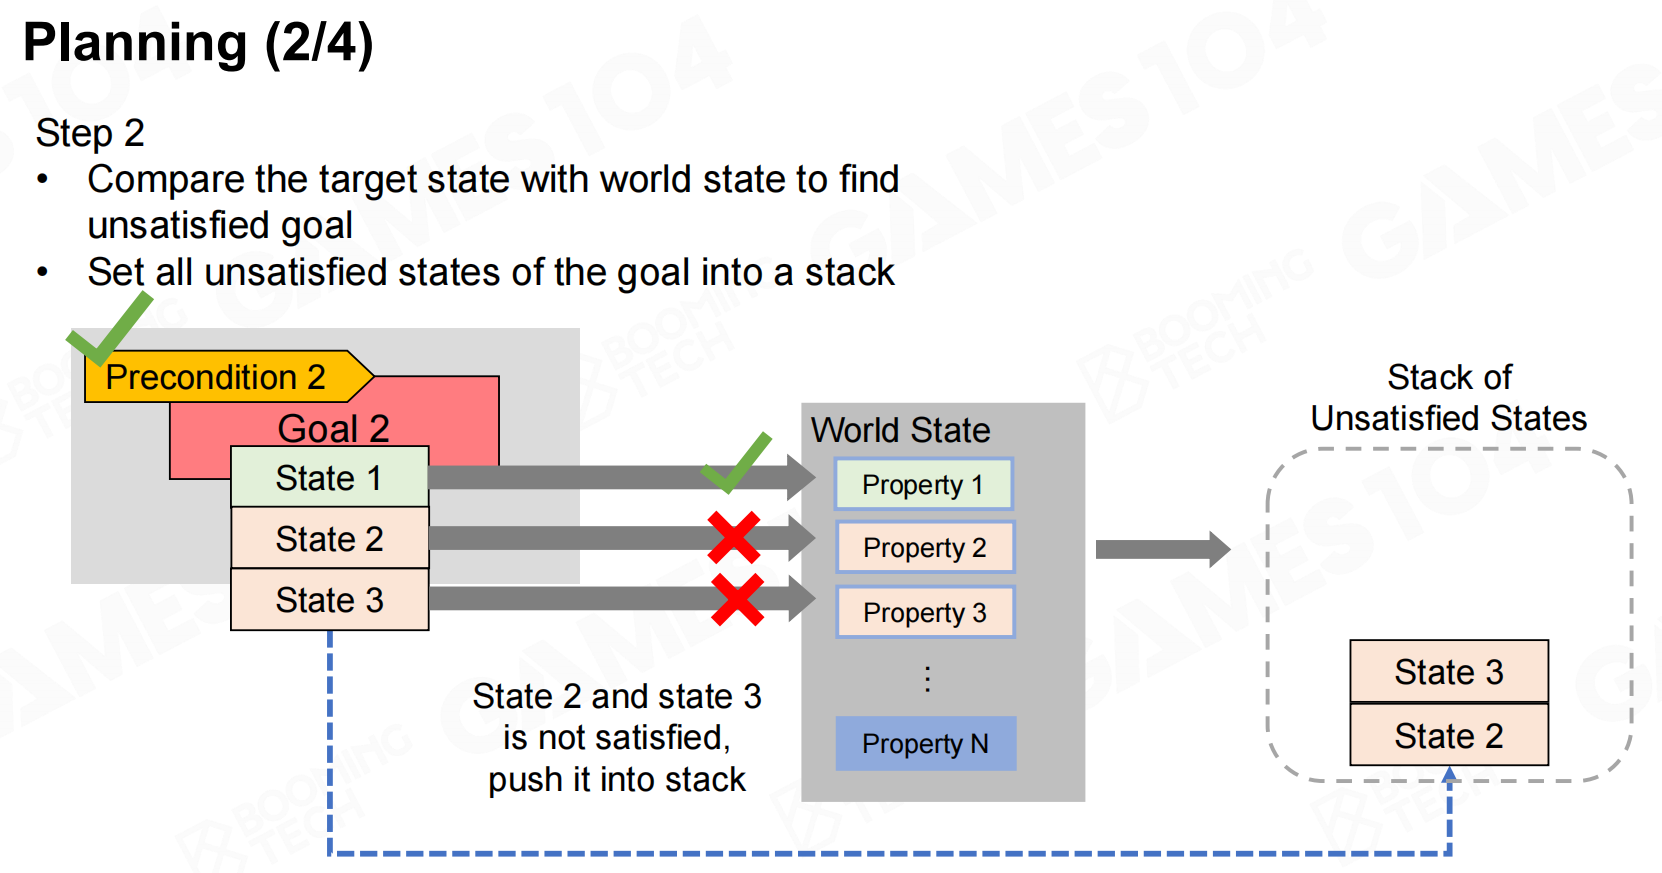 Planning (2/4)
Step 2
• Compare the target state with world state to find
unsatisfied goal
• Set all unsatisfied states of the goal into a stack
Precondition 2
Goal 2
State 1
State 2
State 3
State 2 and state 3
is not satisfied,
push it into stack
World State
Property 1
Property 2
Property 3
⋮
Property N
Stack of
Unsatisfied States
State 3
State 2
GAMES104
BOOMING
TECH